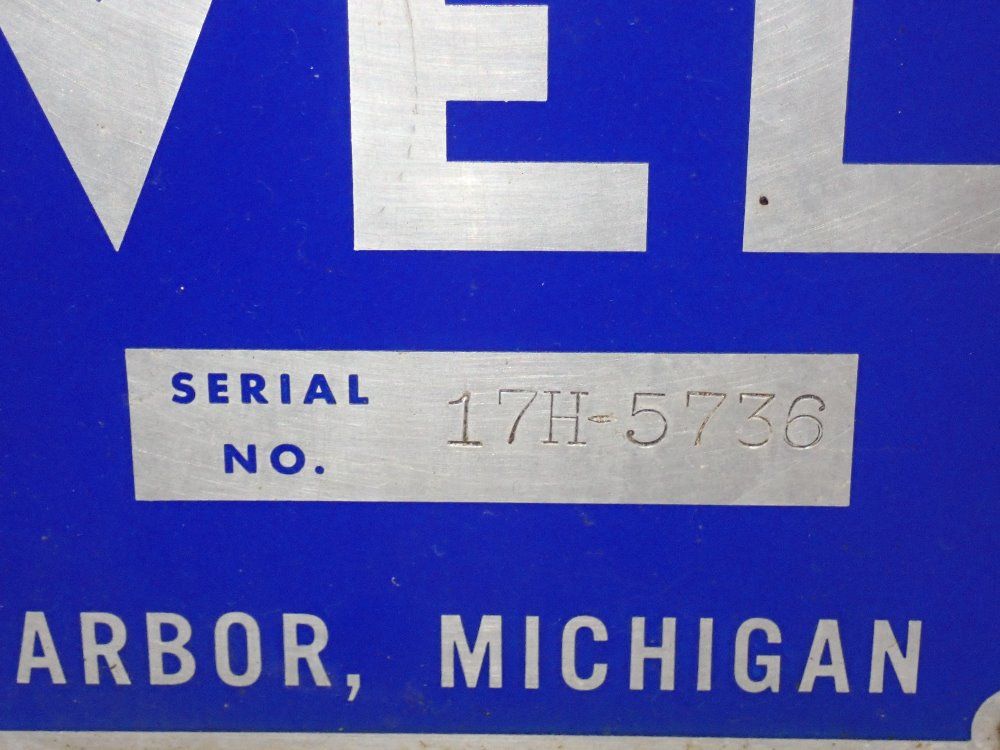 VEL
SERIAL
NO. 17H-5736
ARBOR, MICHIGAN